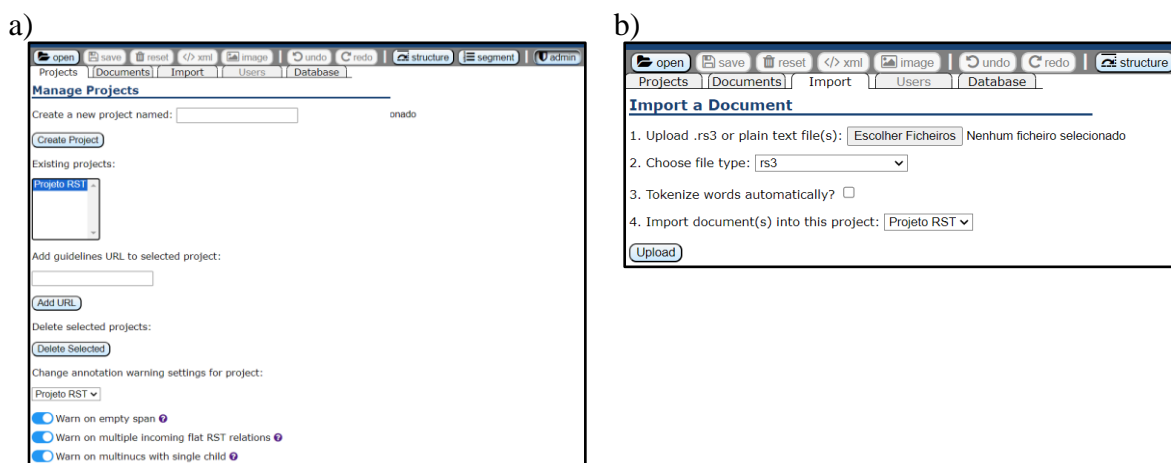 a)
open save reset </> xml image undo redo structure segment admin
Projects Documents Import Users Database
Manage Projects
Create a new project named: onado
Create Project
Existing projects:
Projeto RST
Add guidelines URL to selected project:
Add URL
Delete selected projects:
Delete Selected
Change annotation warning settings for project:
Projeto RST
Warn on empty span ?
Warn on multiple incoming flat RST relations ?
Warn on multinucs with single child ?
b)
open save reset </> xml image undo redo structure
Projects Documents Import Users Database
Import a Document
1. Upload .rs3 or plain text file(s): Escolher Ficheiros Nenhum ficheiro selecionado
2. Choose file type: rs3
3. Tokenize words automatically?
4. Import document(s) into this project: Projeto RST
Upload